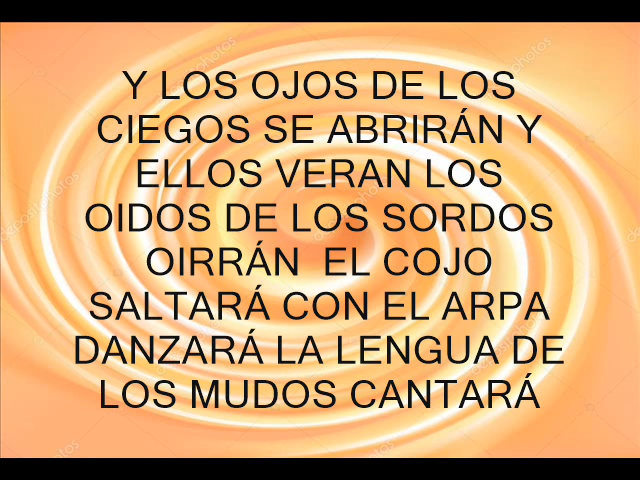 Y LOS OJOS DE LOS
CIEGOS SE ABRIRÁN Y
ELLOS VERAN LOS
OIDOS DE LOS SORDOS
OIRRÁN EL COJO
SALTARÁ CON EL ARPA
DANZARÁ LA LENGUA DE
LOS MUDOS CANTARÁ